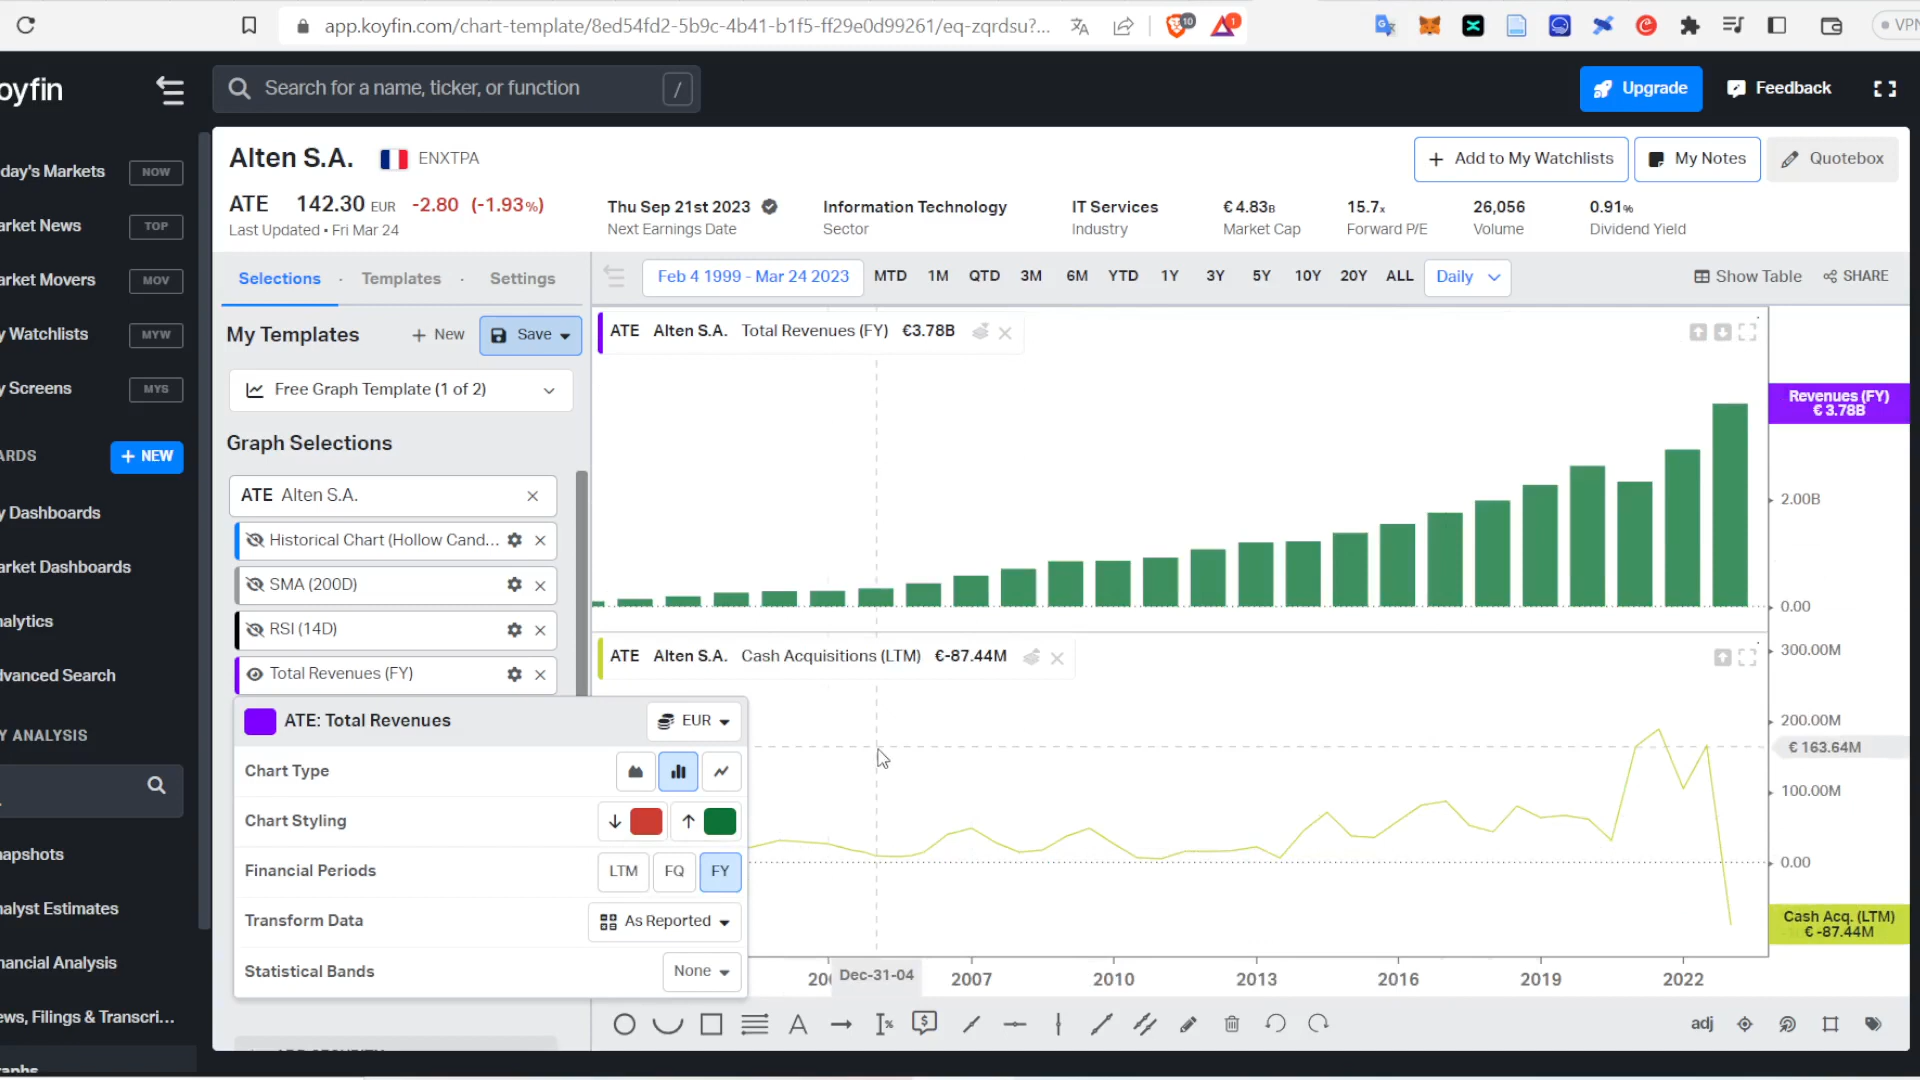 app.koyfin.com/chart-template/8ed54fd2-5b9c-4b41-b1f5-ff29e0d99261/eq-zqrdsu?...
10
1
VPN
oyfin
Search for a name, ticker, or function
/
Upgrade
Feedback
day's Markets NOW
arket News TOP
arket Movers MOV
y Watchlists MYW
y Screens MYS
ARDS
+ NEW
y Dashboards
arket Dashboards
nalytics
dvanced Search
Y ANALYSIS
napshots
nalyst Estimates
nancial Analysis
ews, Filings & Transcri...
Alten S.A. ENXTPA
+ Add to My Watchlists
My Notes
Quotebox
ATE 142.30 EUR -2.80 (-1.93%)
Last Updated • Fri Mar 24
Thu Sep 21st 2023
Next Earnings Date
Information Technology
Sector
IT Services
Industry
€ 4.83B
Market Cap
15.7x
Forward P/E
26,056
Volume
0.91%
Dividend Yield
Selections · Templates · Settings
Feb 4 1999 - Mar 24 2023
MTD 1M QTD 3M 6M YTD 1Y 3Y 5Y 10Y 20Y ALL
Daily
Show Table
SHARE
My Templates
+ New
Save
Free Graph Template (1 of 2)
Graph Selections
ATE Alten S.A.
Historical Chart (Hollow Cand...
SMA (200D)
RSI (14D)
Total Revenues (FY)
ATE: Total Revenues
EUR
Chart Type
Chart Styling
Financial Periods
LTM FQ FY
Transform Data
As Reported
Statistical Bands
None
ATE Alten S.A. Total Revenues (FY) €3.78B
Revenues (FY)
€ 3.78B
2.00B
0.00
ATE Alten S.A. Cash Acquisitions (LTM) €-87.44M
300.00M
200.00M
€ 163.64M
100.00M
0.00
Cash Acq. (LTM)
€ -87.44M
Dec-31-04
2007 2010 2013 2016 2019 2022
adj